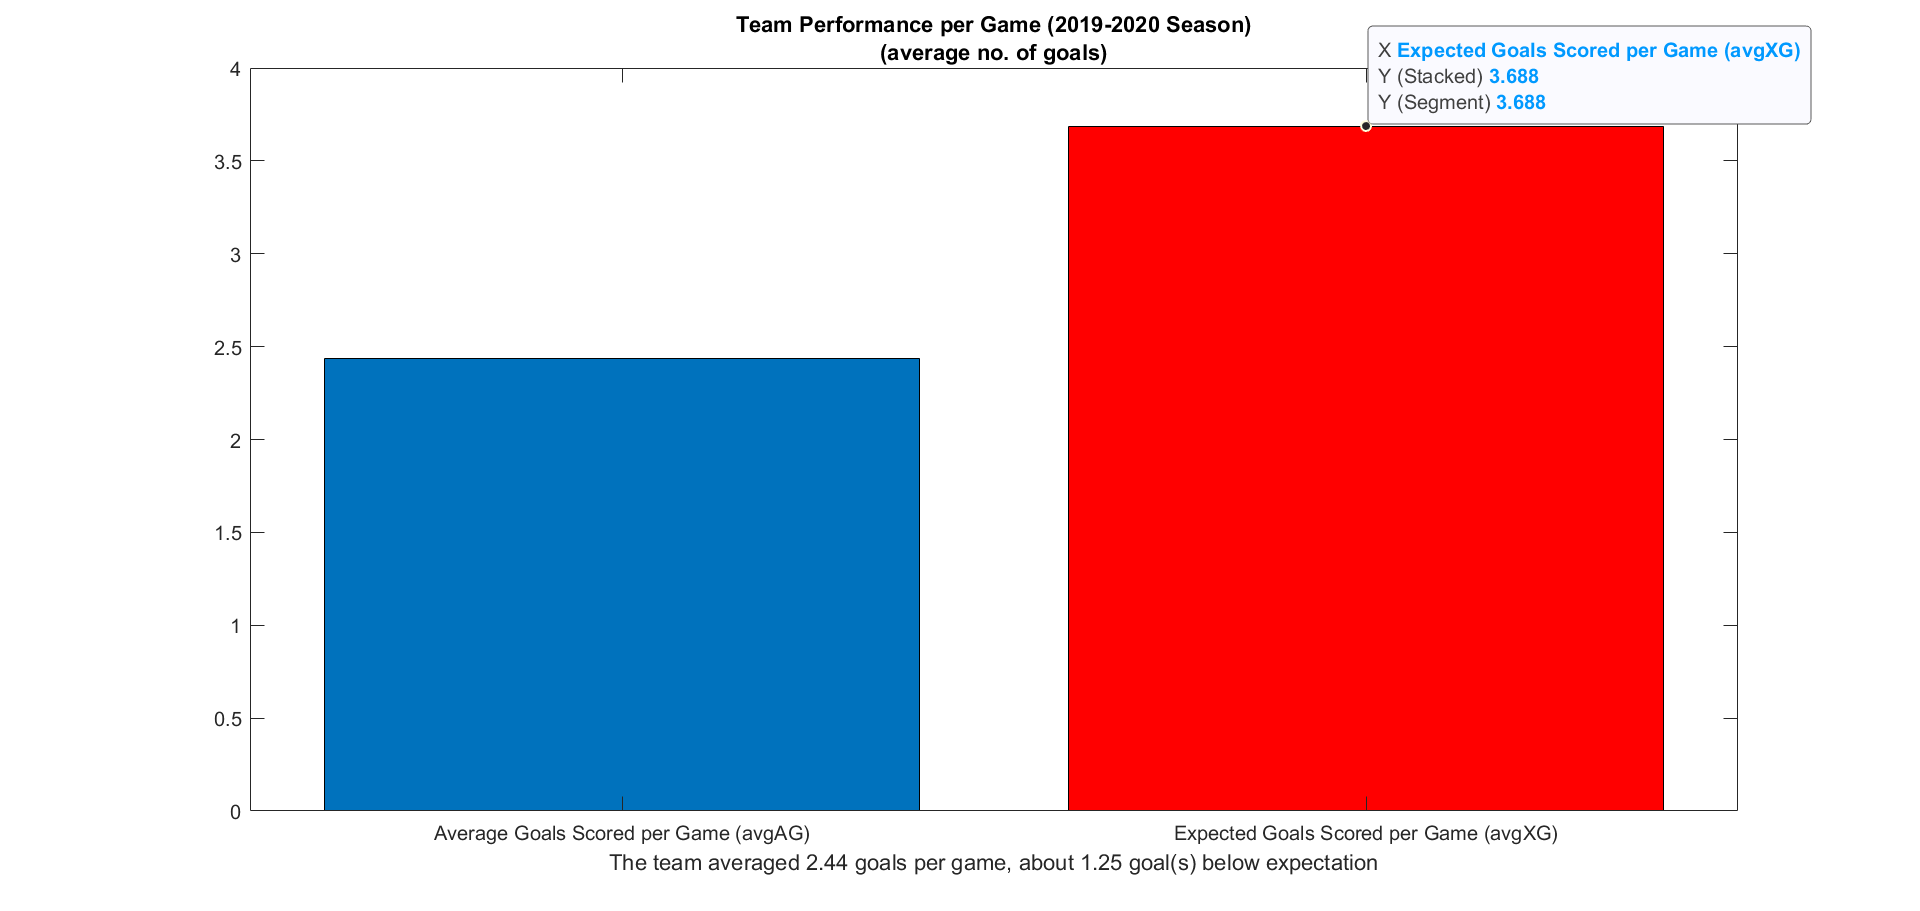 Team Performance per Game (2019-2020 Season)
(average no. of goals)
X Expected Goals Scored per Game (avgXG)
Y (Stacked) 3.688
Y (Segment) 3.688
4
3.5
3
2.5
2
1.5
1
0.5
0
Average Goals Scored per Game (avgAG)
Expected Goals Scored per Game (avgXG)
The team averaged 2.44 goals per game, about 1.25 goal(s) below expectation